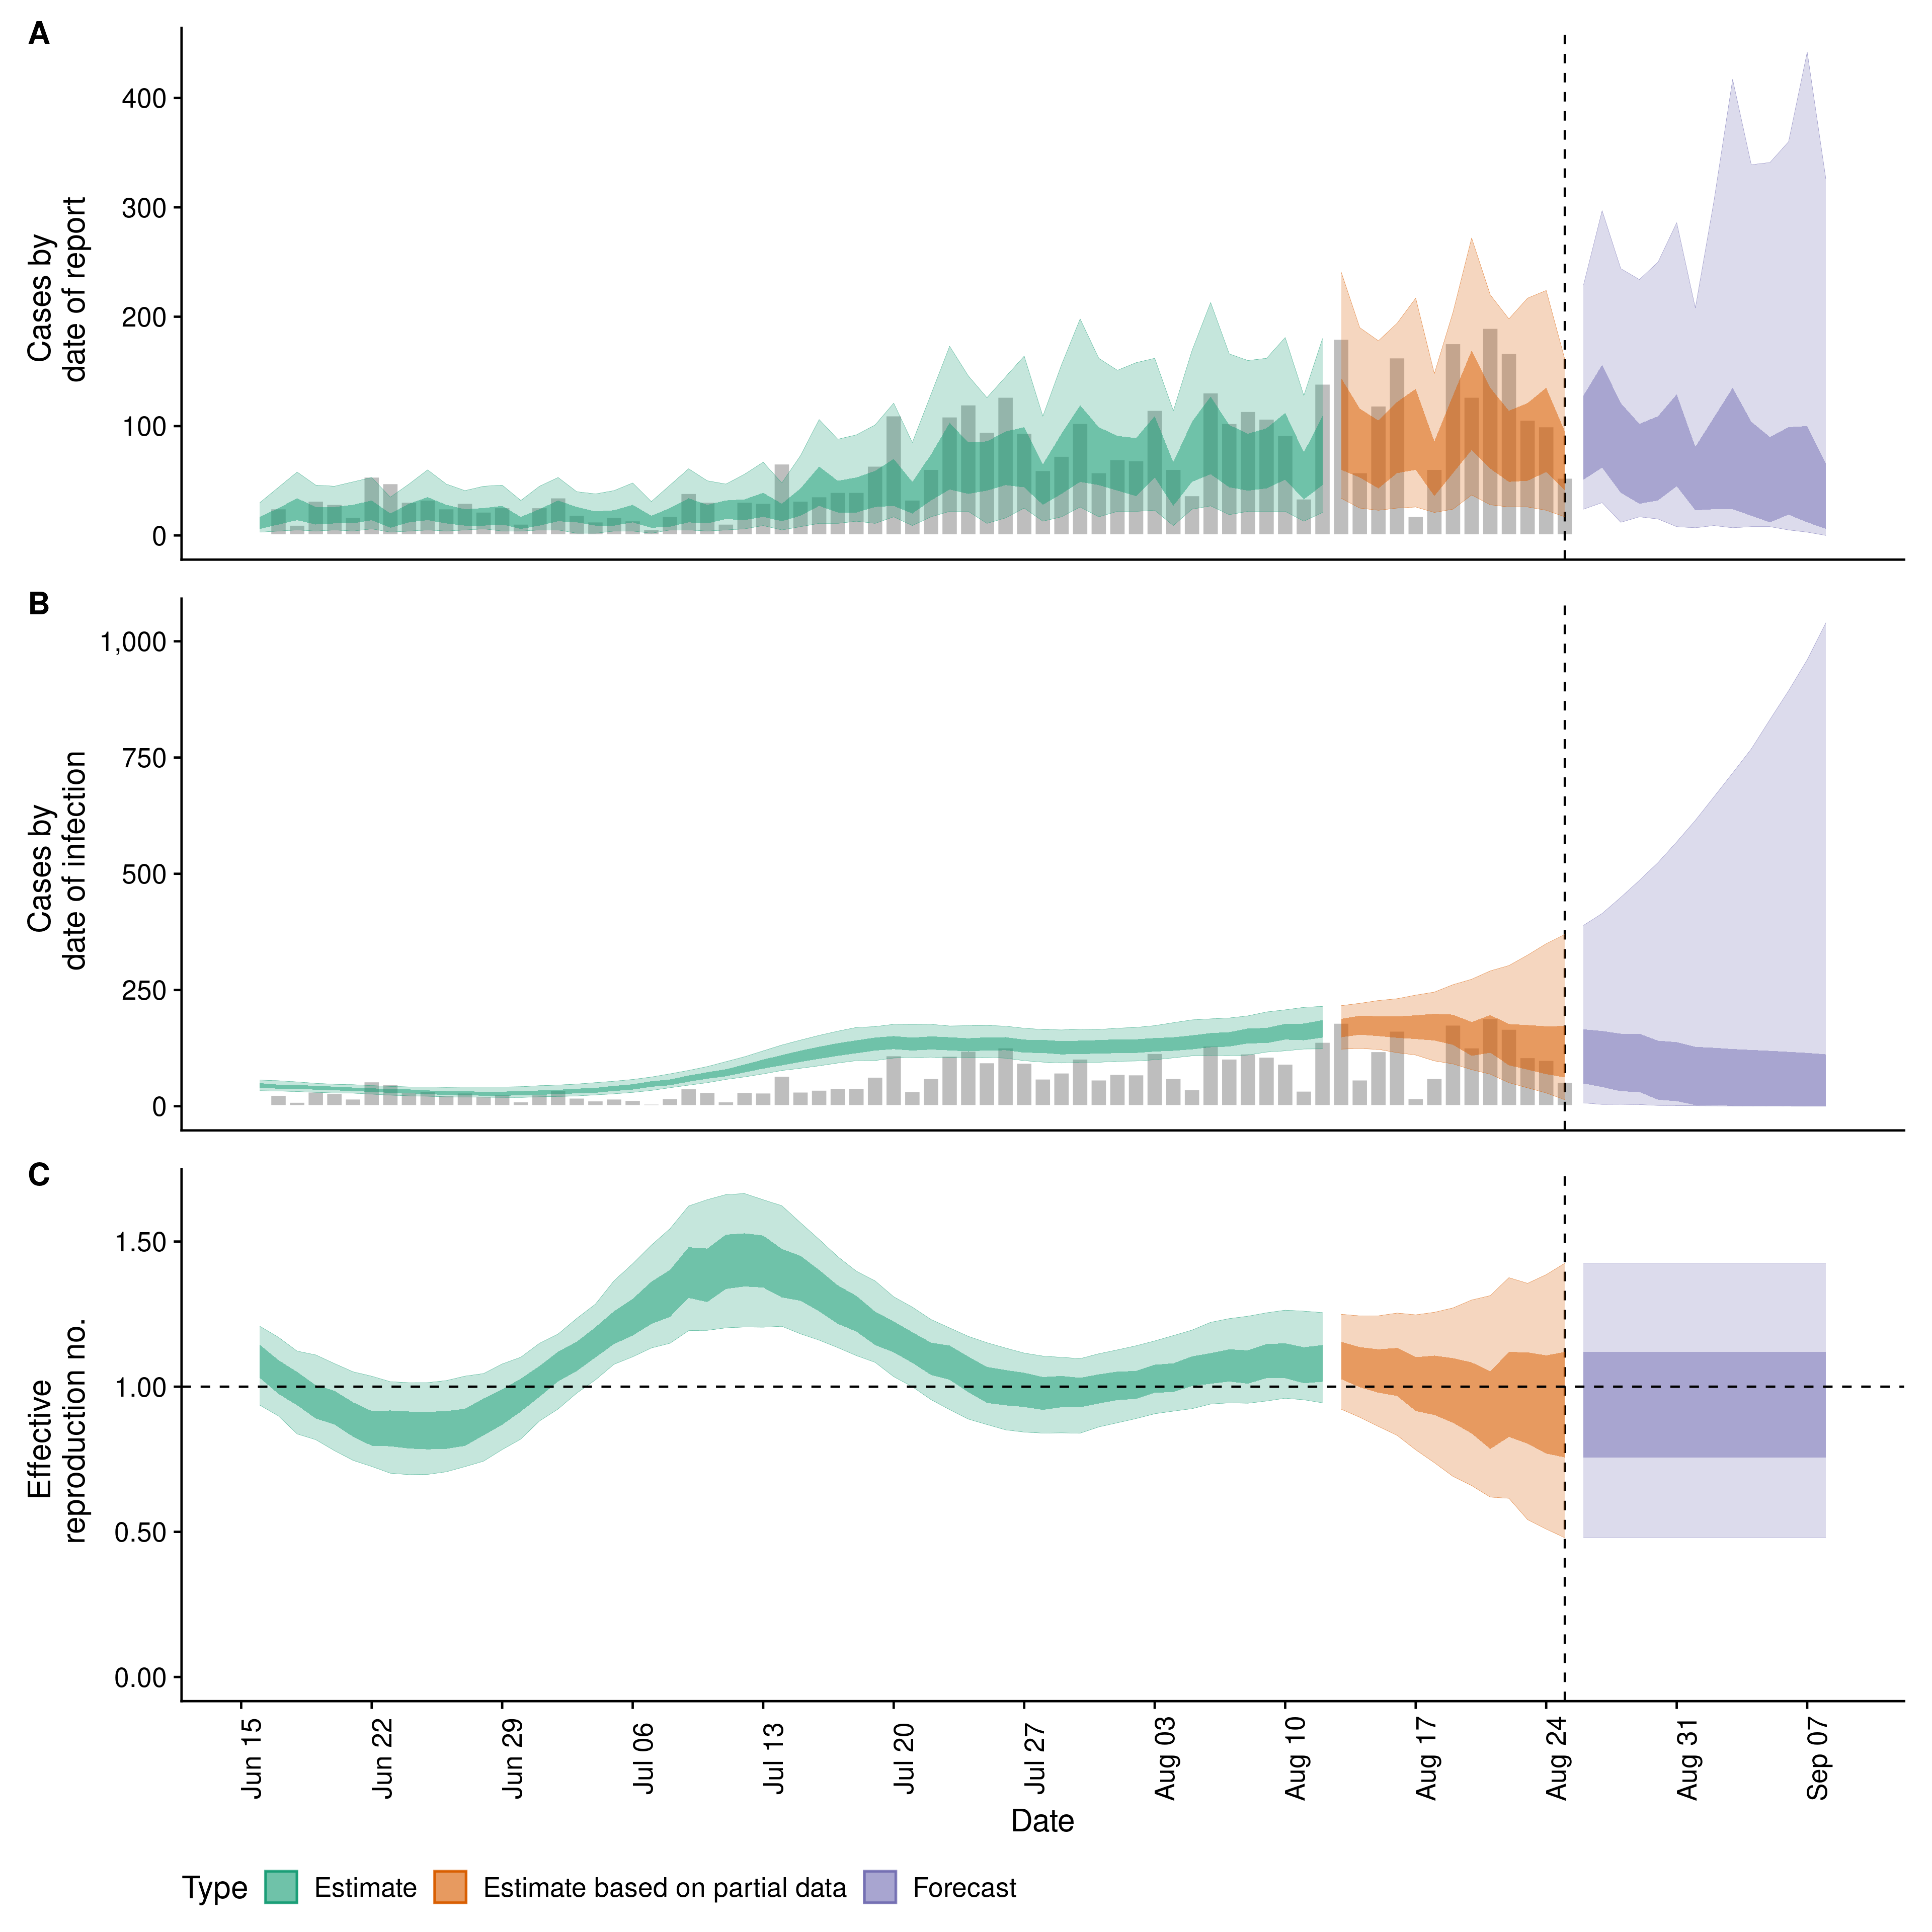 A
Cases by
date of report
400
300
200
100
0
B
Cases by
date of infection
1,000
750
500
250
0
C
Effective
reproduction no.
1.50
1.00
0.50
0.00
Jun 15
Jun 22
Jun 29
Jul 06
Jul 13
Jul 20
Jul 27
Aug 03
Aug 10
Aug 17
Aug 24
Aug 31
Sep 07
Date
Type
Estimate
Estimate based on partial data
Forecast